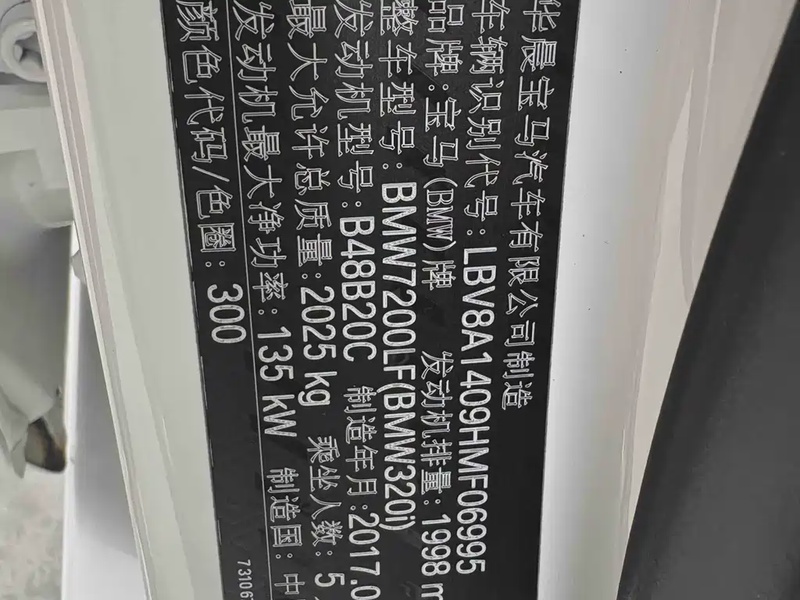 华晨宝马汽车有限公司制造
车辆识别代号：LBV8A1409HMF06995
品牌：宝马(BMW)牌 发动机排量：1998 m
整车型号：BMW7200LF(BMW320i)
发动机型号：B48B20C 制造年月：2017.0
最大允许总质量：2025 kg 乘坐人数：5
发动机最大净功率：135 kW 制造国：中
颜色代码/色圈：300
73106